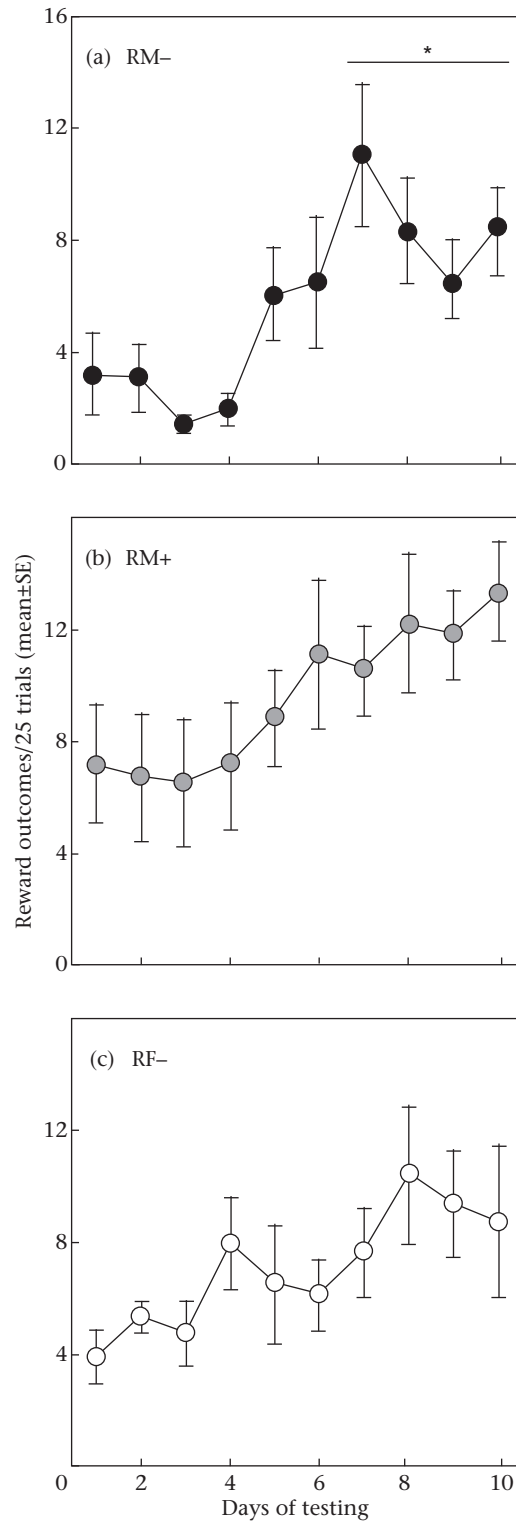 16
(a) RM–
*
12
8
4
0
(b) RM+
12
8
4
0
Reward outcomes/25 trials (mean±SE)
(c) RF–
12
8
4
0 2 4 6 8 10
Days of testing